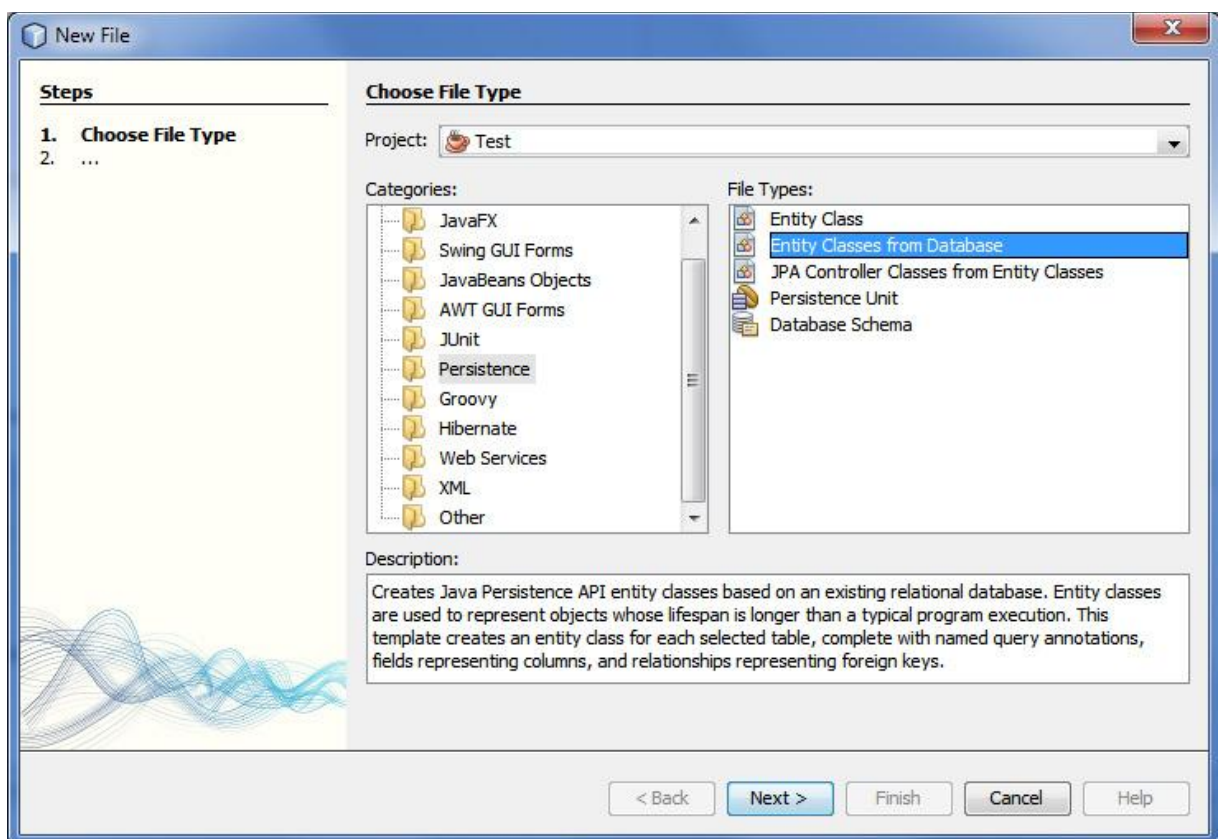 New File
Steps
1. Choose File Type
2. ...
Choose File Type
Project: Test
Categories:
JavaFX
Swing GUI Forms
JavaBeans Objects
AWT GUI Forms
JUnit
Persistence
Groovy
Hibernate
Web Services
XML
Other
File Types:
Entity Class
Entity Classes from Database
JPA Controller Classes from Entity Classes
Persistence Unit
Database Schema
Description:
Creates Java Persistence API entity classes based on an existing relational database. Entity classes
are used to represent objects whose lifespan is longer than a typical program execution. This
template creates an entity class for each selected table, complete with named query annotations,
fields representing columns, and relationships representing foreign keys.
< Back Next > Finish Cancel Help